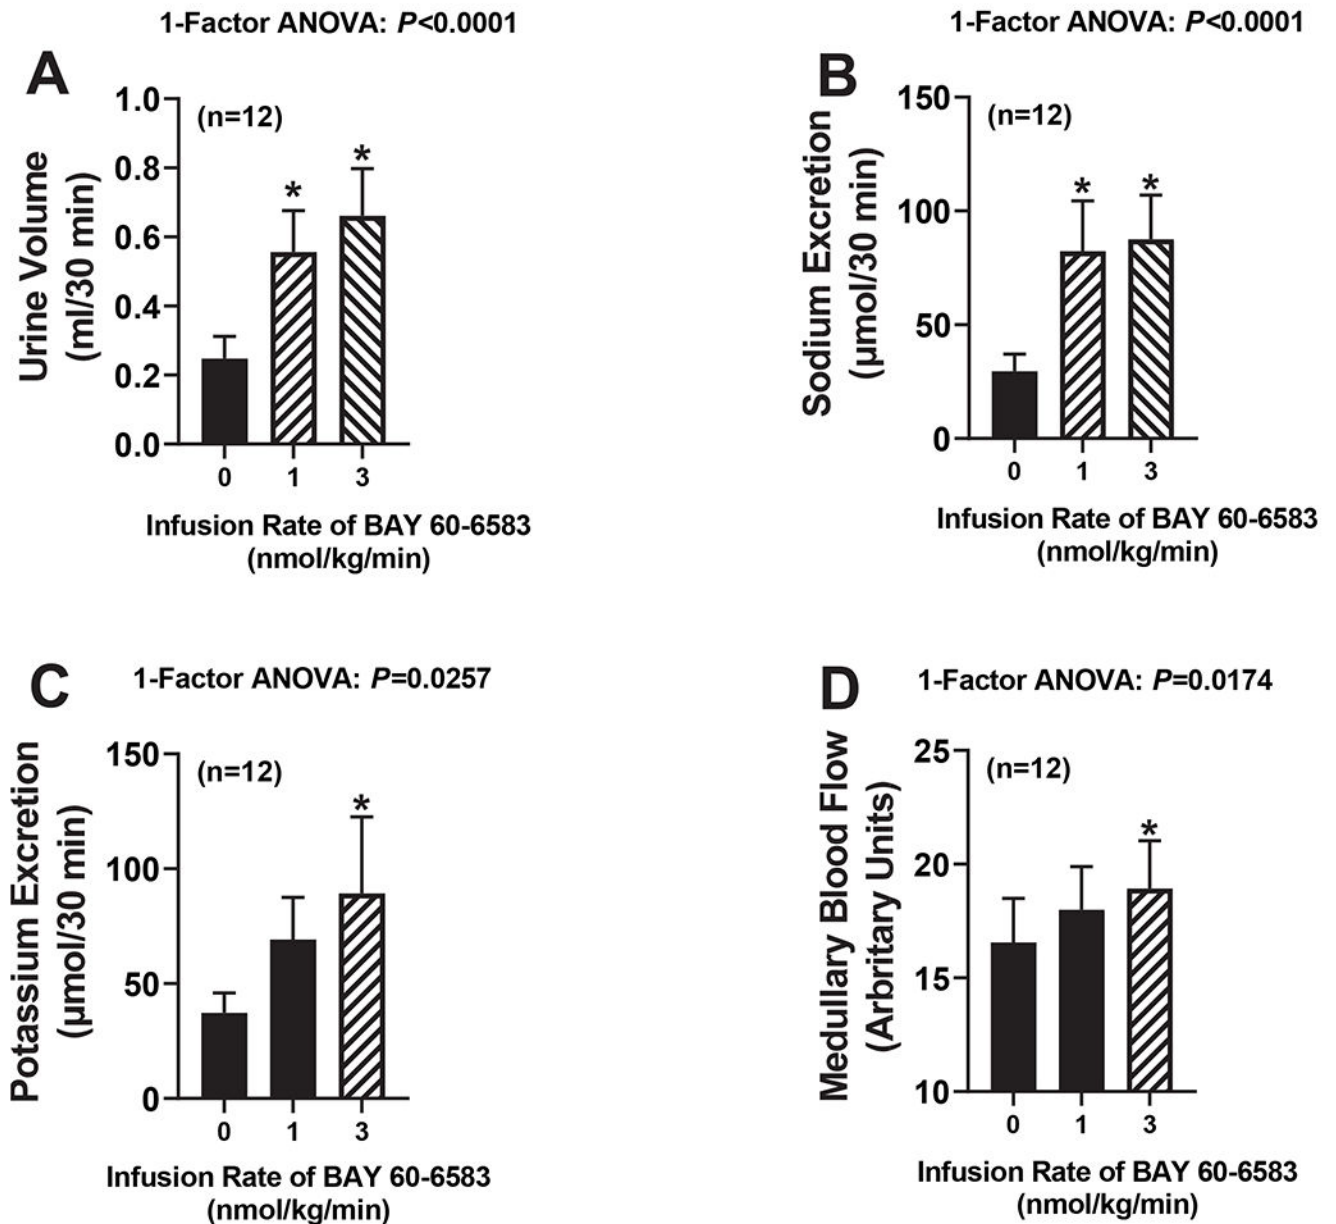 1-Factor ANOVA: P<0.0001
A
(n=12)
Urine Volume
(ml/30 min)
1.0
0.8
0.6
0.4
0.2
0.0
*
*
0
1
3
Infusion Rate of BAY 60-6583
(nmol/kg/min)
1-Factor ANOVA: P<0.0001
B
(n=12)
Sodium Excretion
(µmol/30 min)
150
100
50
0
*
*
0
1
3
Infusion Rate of BAY 60-6583
(nmol/kg/min)
C
1-Factor ANOVA: P=0.0257
(n=12)
Potassium Excretion
(µmol/30 min)
150
100
50
0
*
0
1
3
Infusion Rate of BAY 60-6583
(nmol/kg/min)
D
1-Factor ANOVA: P=0.0174
(n=12)
Medullary Blood Flow
(Arbritary Units)
25
20
15
10
*
0
1
3
Infusion Rate of BAY 60-6583
(nmol/kg/min)